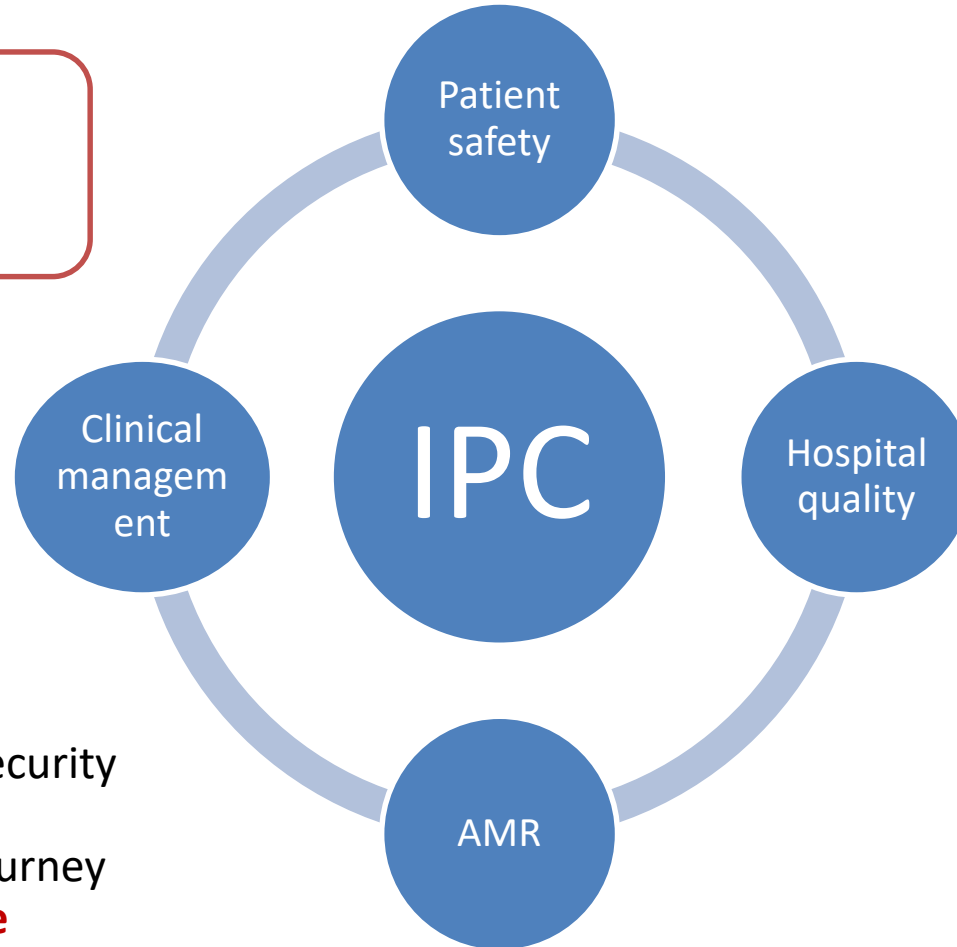 Patient
safety
Clinical
managem
ent
IPC
Hospital
quality
AMR
ecurity
urney
e